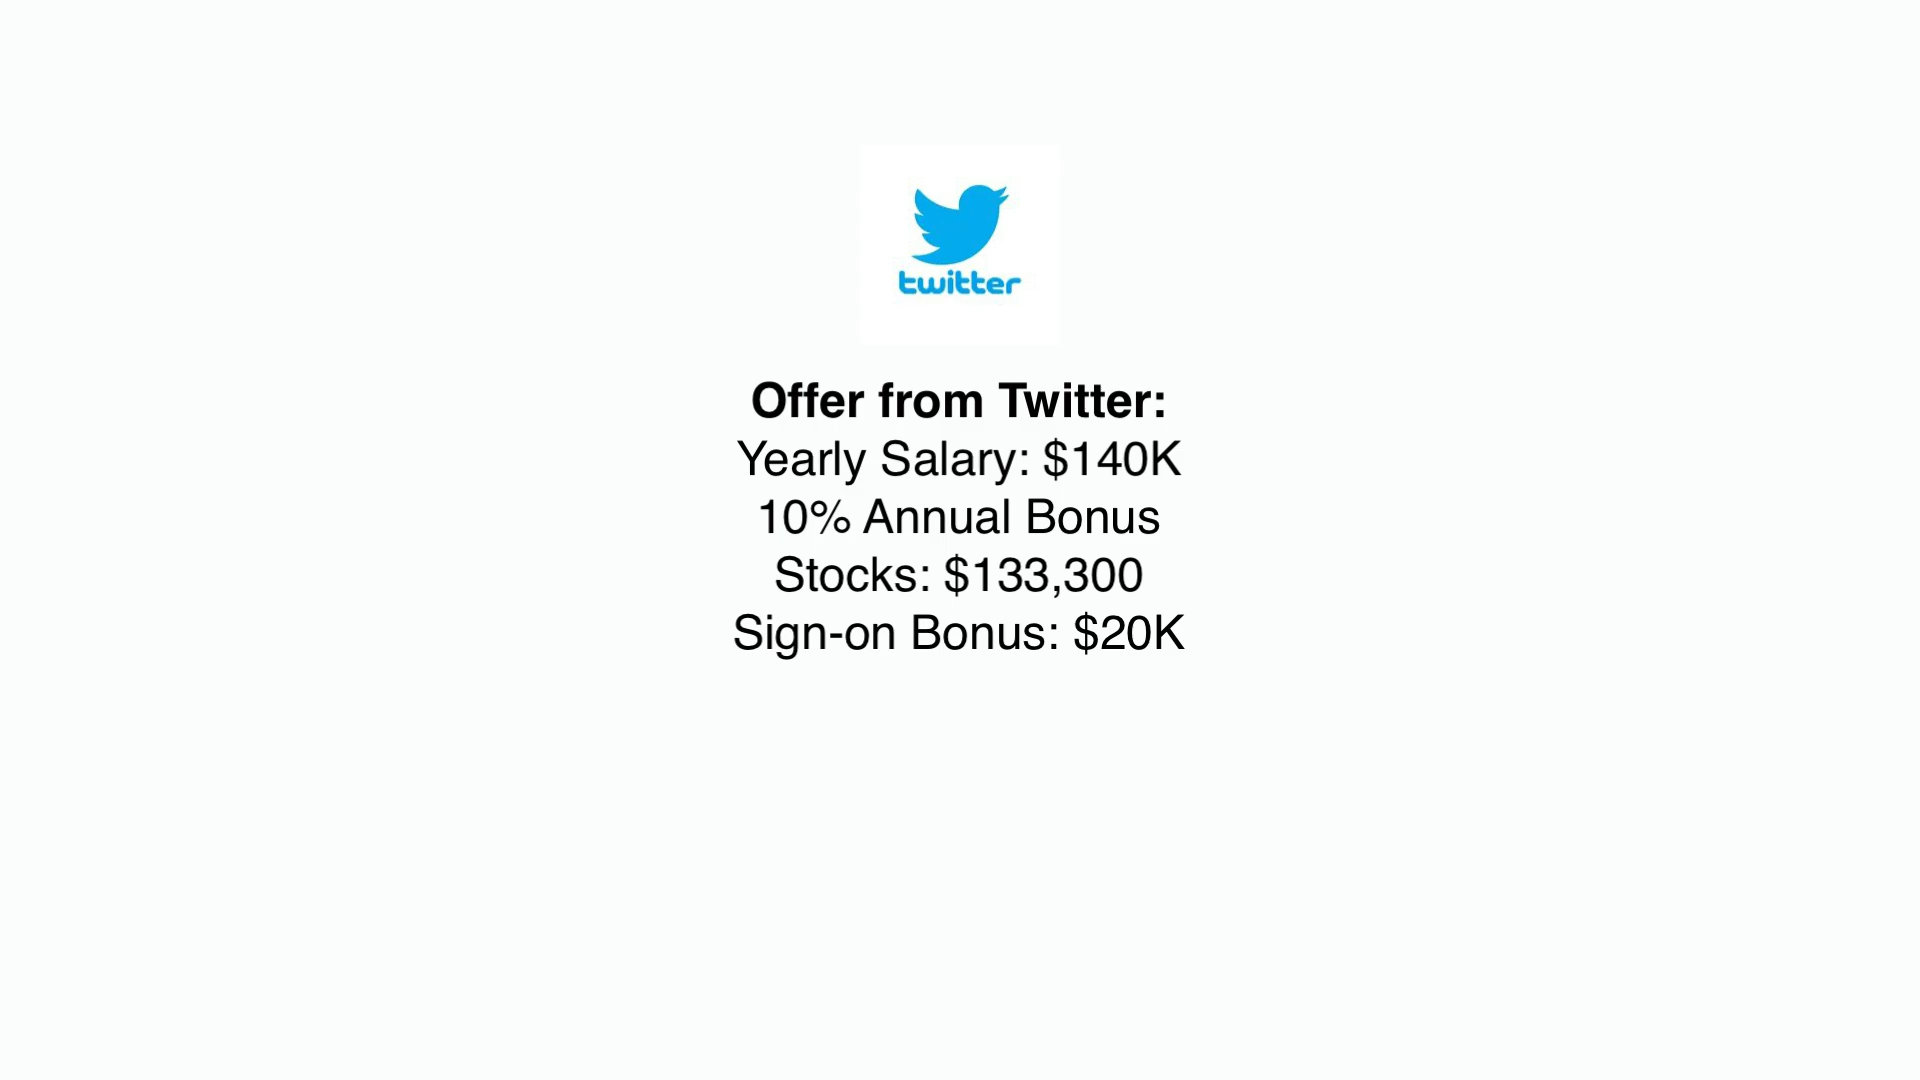 twitter
Offer from Twitter:
Yearly Salary: $140K
10% Annual Bonus
Stocks: $133,300
Sign-on Bonus: $20K